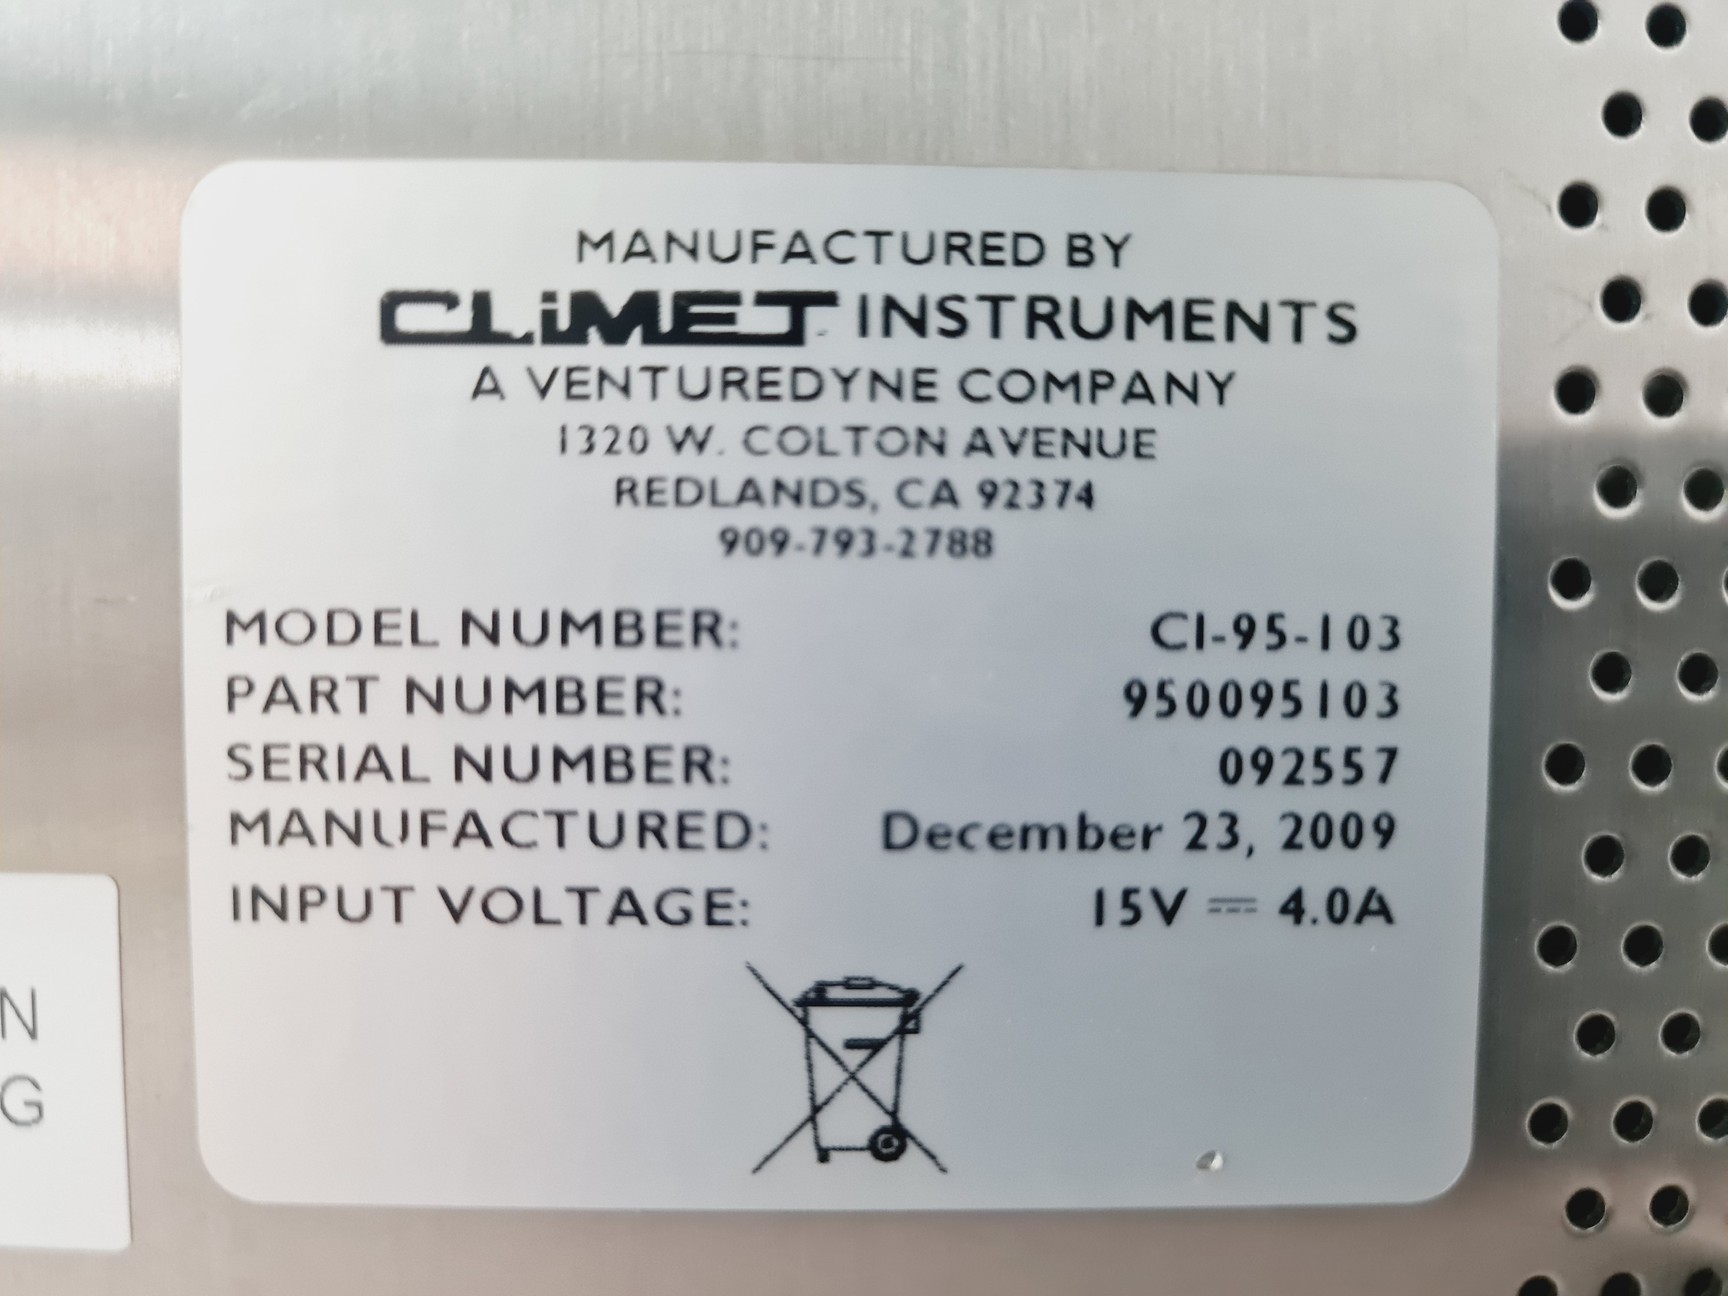 MANUFACTURED BY
CLiMET INSTRUMENTS
A VENTUREDYNE COMPANY
1320 W. COLTON AVENUE
REDLANDS, CA 92374
909-793-2788
MODEL NUMBER: CI-95-103
PART NUMBER: 950095103
SERIAL NUMBER: 092557
MANUFACTURED: December 23, 2009
INPUT VOLTAGE: 15V ⎓ 4.0A
N
G